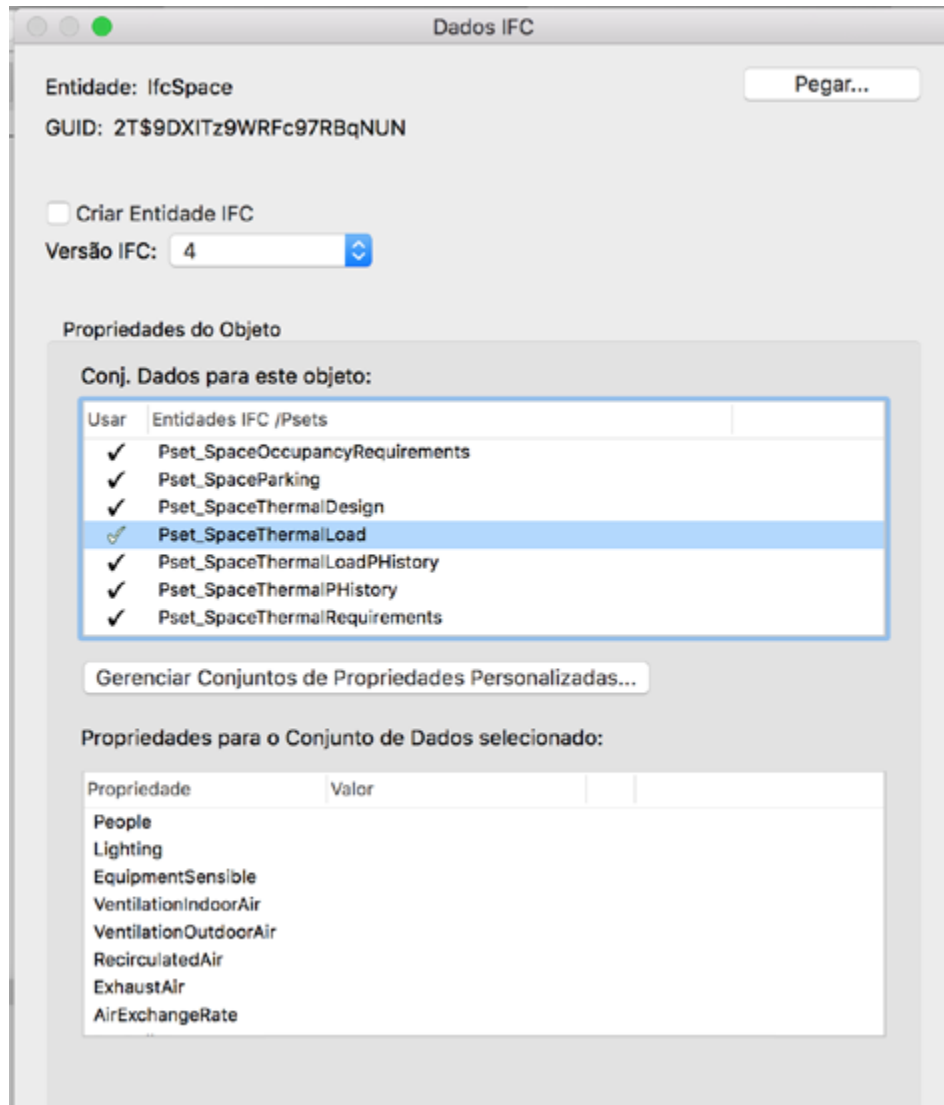 Dados IFC
Entidade: IfcSpace
Pegar...
GUID: 2T$9DXITz9WRFc97RBqNUN
Criar Entidade IFC
Versão IFC: 4
Propriedades do Objeto
Conj. Dados para este objeto:
Usar Entidades IFC /Psets
✓ Pset_SpaceOccupancyRequirements
✓ Pset_SpaceParking
✓ Pset_SpaceThermalDesign
✓ Pset_SpaceThermalLoad
✓ Pset_SpaceThermalLoadPHistory
✓ Pset_SpaceThermalPHistory
✓ Pset_SpaceThermalRequirements
Gerenciar Conjuntos de Propriedades Personalizadas...
Propriedades para o Conjunto de Dados selecionado:
Propriedade Valor
People
Lighting
EquipmentSensible
VentilationIndoorAir
VentilationOutdoorAir
RecirculatedAir
ExhaustAir
AirExchangeRate